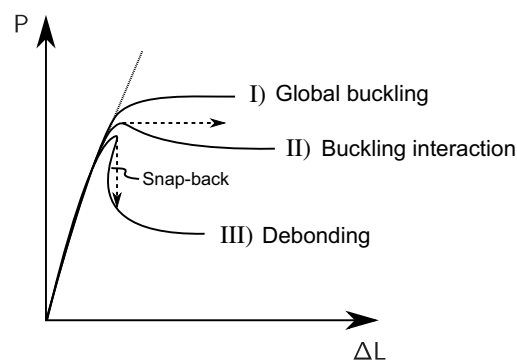 P
I) Global buckling
II) Buckling interaction
Snap-back
III) Debonding
ΔL